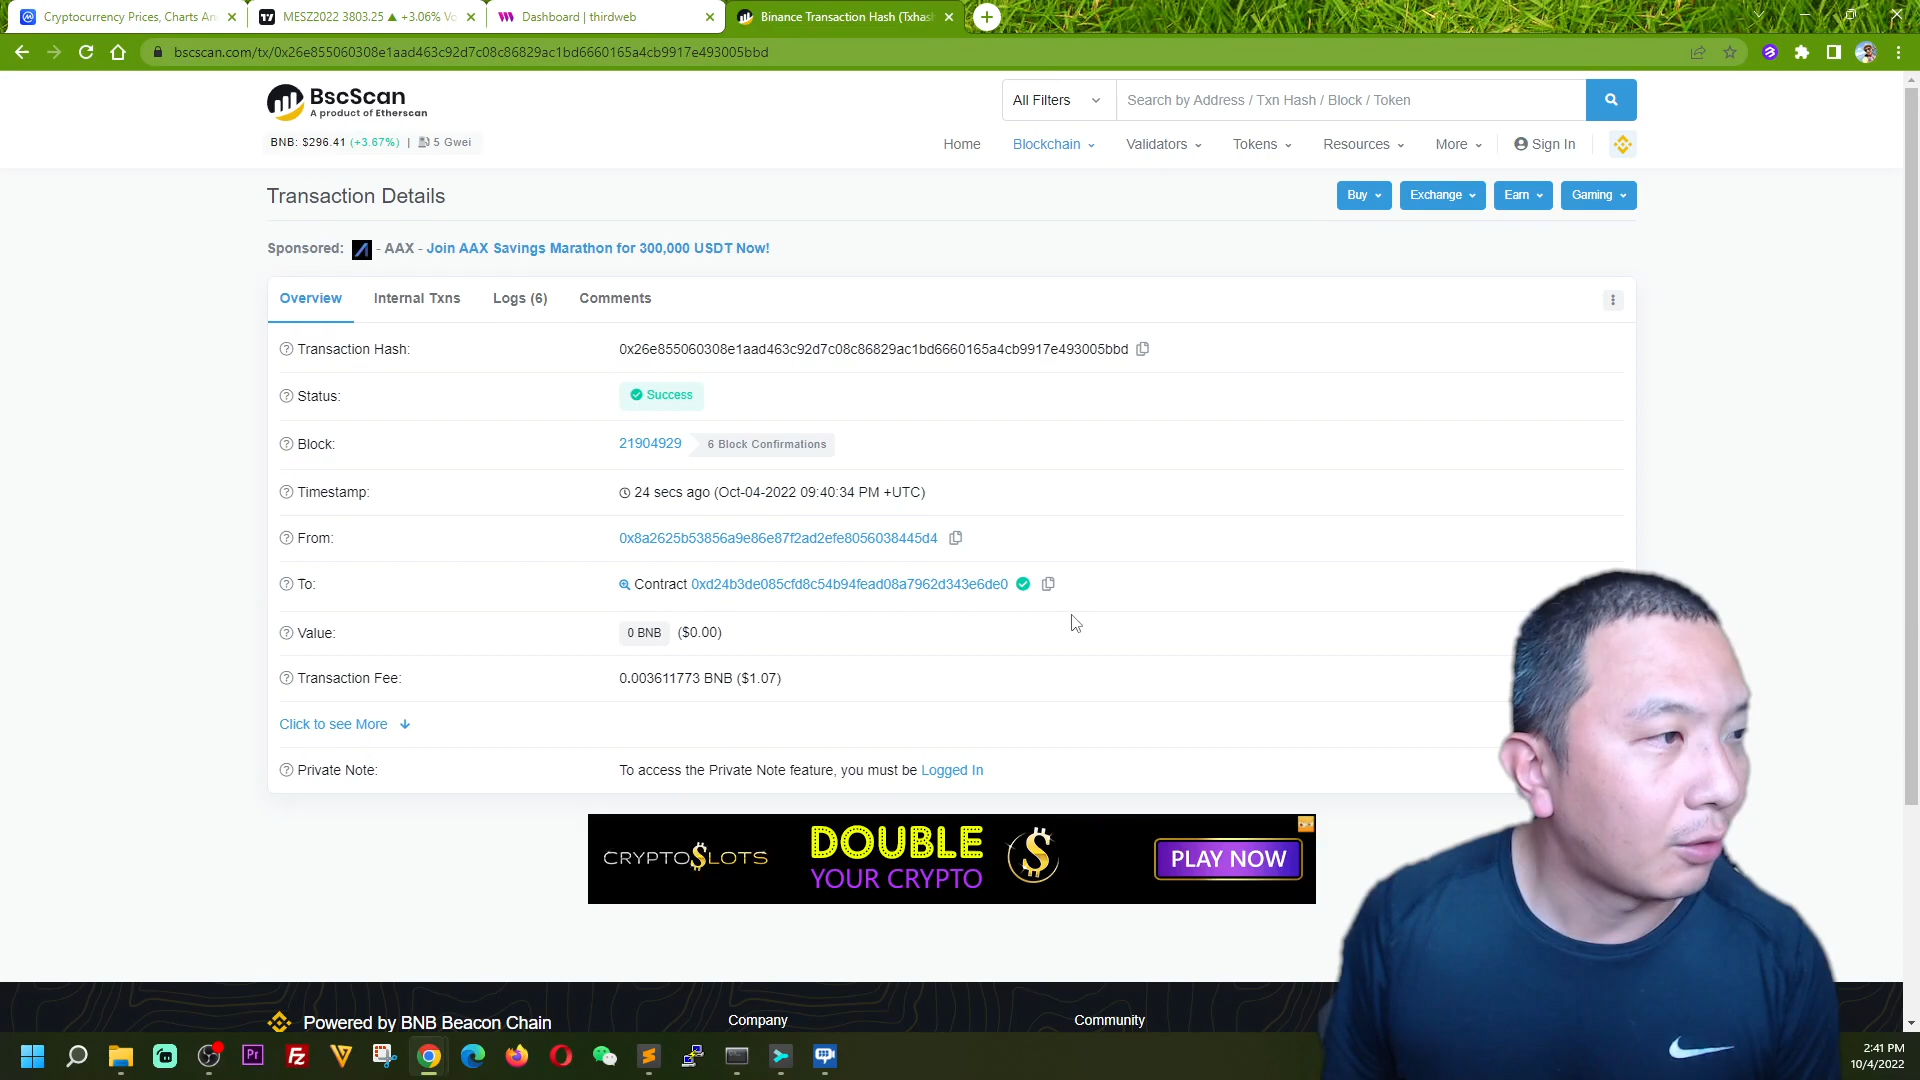 Cryptocurrency Prices, Charts An
MESZ2022 3803.25 ▲ +3.06% Vo
Dashboard | thirdweb
Binance Transaction Hash (Txhas
bscscan.com/tx/0x26e855060308e1aad463c92d7c08c86829ac1bd6660165a4cb9917e493005bbd
BscScan
A product of Etherscan
All Filters
Search by Address / Txn Hash / Block / Token
BNB: $296.41 (+3.67%) | 5 Gwei
Home
Blockchain
Validators
Tokens
Resources
More
Sign In
Transaction Details
Buy
Exchange
Earn
Gaming
Sponsored: - AAX - Join AAX Savings Marathon for 300,000 USDT Now!
Overview
Internal Txns
Logs (6)
Comments
Transaction Hash: 0x26e855060308e1aad463c92d7c08c86829ac1bd6660165a4cb9917e493005bbd
Status: Success
Block: 21904929 6 Block Confirmations
Timestamp: 24 secs ago (Oct-04-2022 09:40:34 PM +UTC)
From: 0x8a2625b53856a9e86e87f2ad2efe8056038445d4
To: Contract 0xd24b3de085cfd8c54b94fead08a7962d343e6de0
Value: 0 BNB ($0.00)
Transaction Fee: 0.003611773 BNB ($1.07)
Click to see More
Private Note: To access the Private Note feature, you must be Logged In
CRYPTO$LOTS
DOUBLE
YOUR CRYPTO
PLAY NOW
Powered by BNB Beacon Chain
Company
Community
Pr
Fz
2:41 PM
10/4/2022